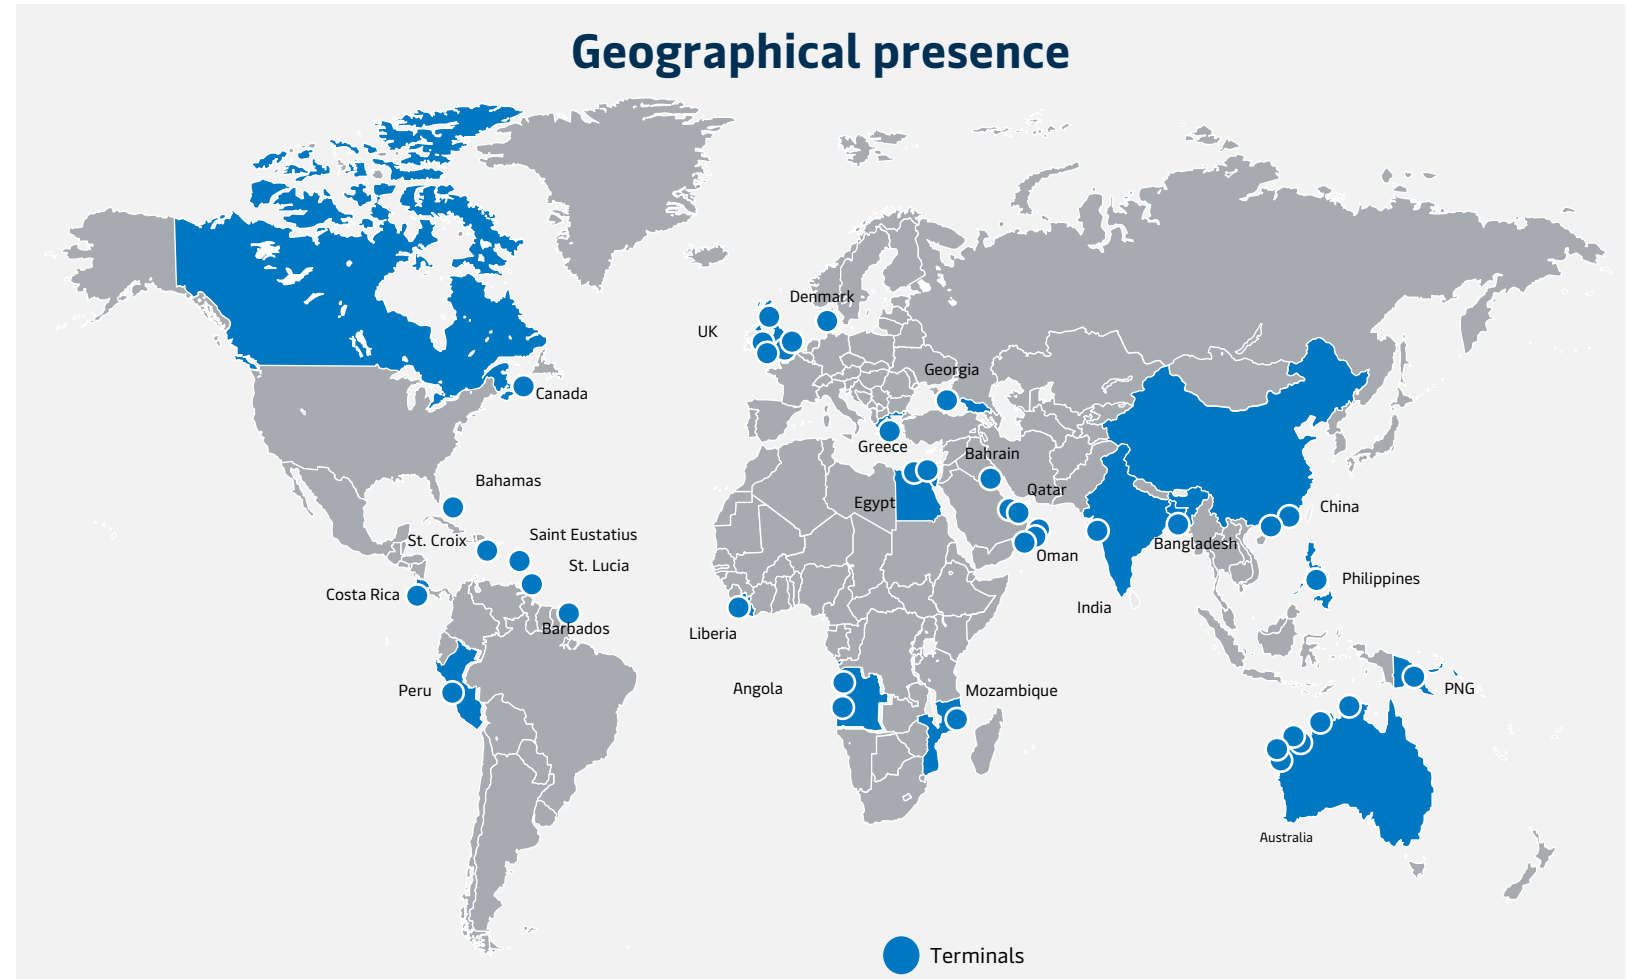 Geographical presence
Denmark
UK
Georgia
Canada
Greece
Bahrain
Bahamas
Qatar
Egypt
China
Saint Eustatius
St. Croix
Bangladesh
Oman
St. Lucia
Philippines
Costa Rica
India
Barbados
Liberia
Angola
PNG
Peru
Mozambique
Australia
Terminals